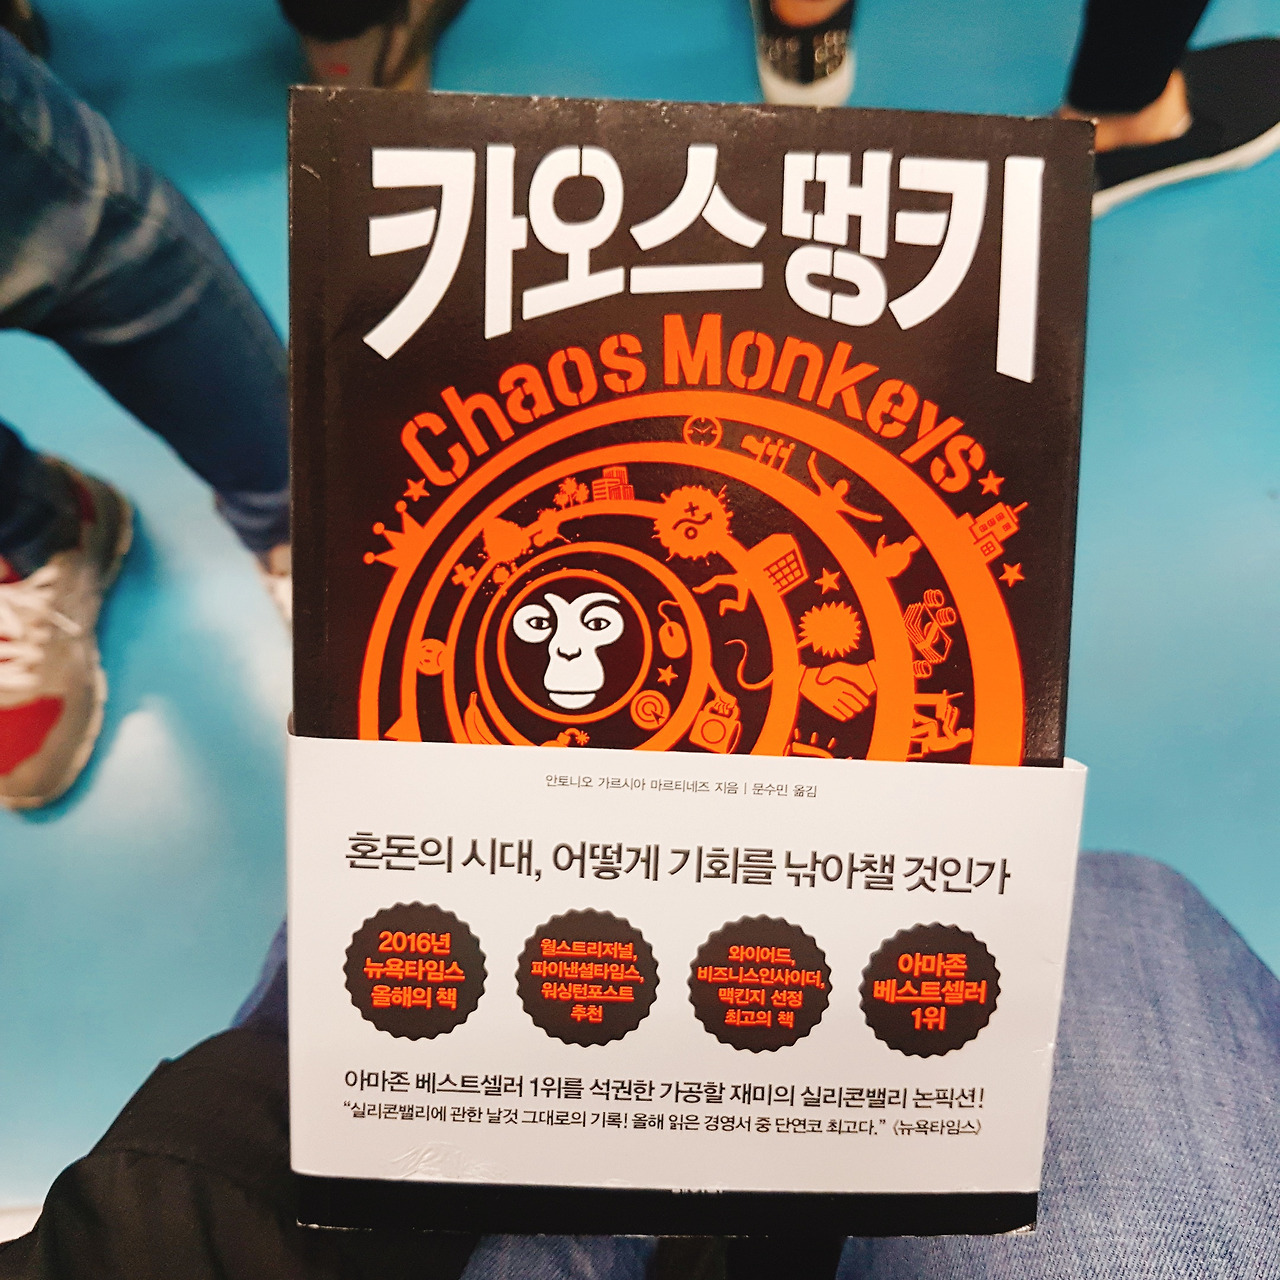 카오스 멍키
Chaos Monkeys
안토니오 가르시아 마르티네즈 지음 | 문수민 옮김
혼돈의 시대, 어떻게 기회를 낚아챌 것인가
2016년
뉴욕타임스
올해의 책
월스트리저널,
파이낸셜타임스,
워싱턴포스트
추천
와이어드,
비즈니스인사이더,
맥킨지 선정
최고의 책
아마존
베스트셀러
1위
아마존 베스트셀러 1위를 석권한 가공할 재미의 실리콘밸리 논픽션!
“실리콘밸리에 관한 날것 그대로의 기록! 올해 읽은 경영서 중 단연코 최고다.” 〈뉴욕타임스〉